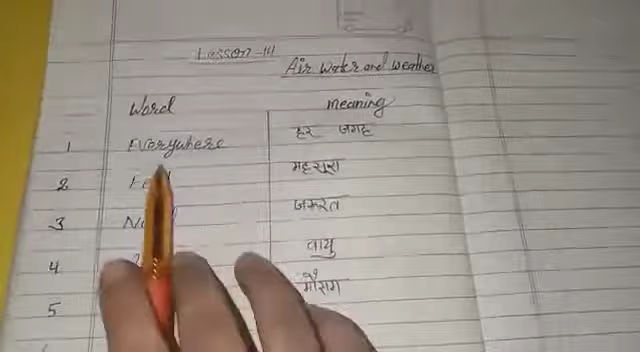 Lesson-14
Air water and weather
Word meaning
1 Everywhere हर जगह
2 महसूस
3 जरूरत
4 वायु
5